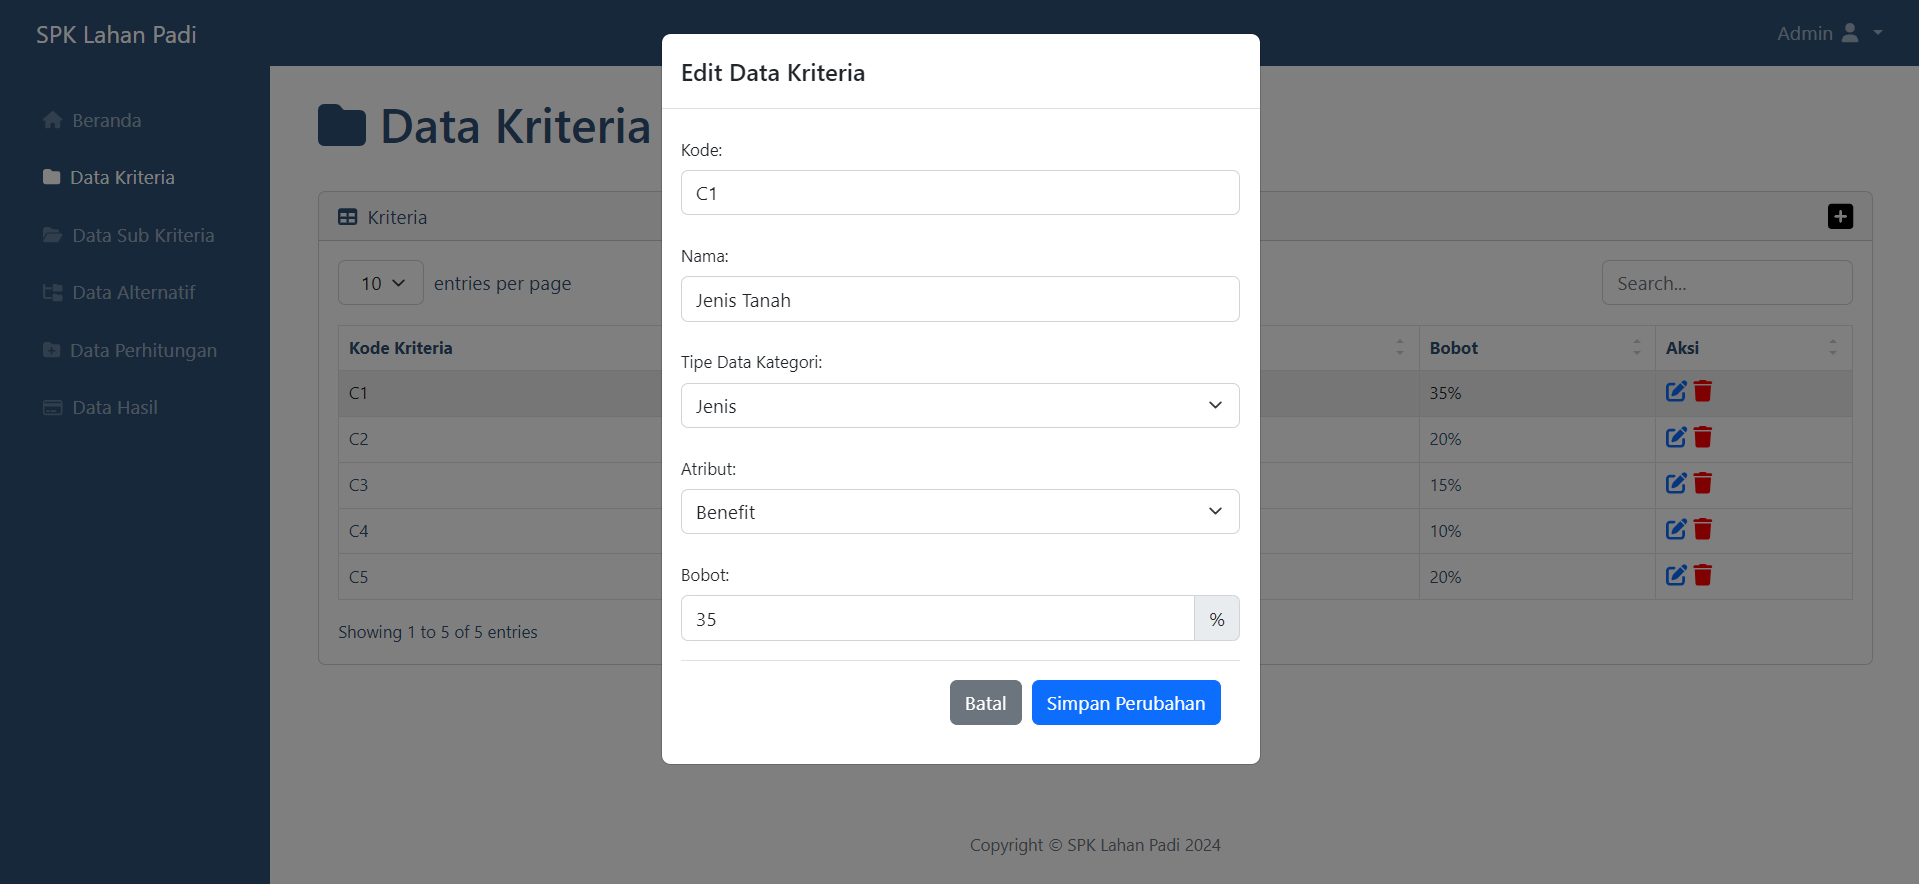 SPK Lahan Padi
Admin
Beranda
Data Kriteria
Data Sub Kriteria
Data Alternatif
Data Perhitungan
Data Hasil
Data Kriteria
Kriteria
10 entries per page
Search...
Kode Kriteria Bobot Aksi
C1 35%
C2 20%
C3 15%
C4 10%
C5 20%
Showing 1 to 5 of 5 entries
Edit Data Kriteria
Kode:
C1
Nama:
Jenis Tanah
Tipe Data Kategori:
Jenis
Atribut:
Benefit
Bobot:
35 %
Batal Simpan Perubahan
Copyright © SPK Lahan Padi 2024